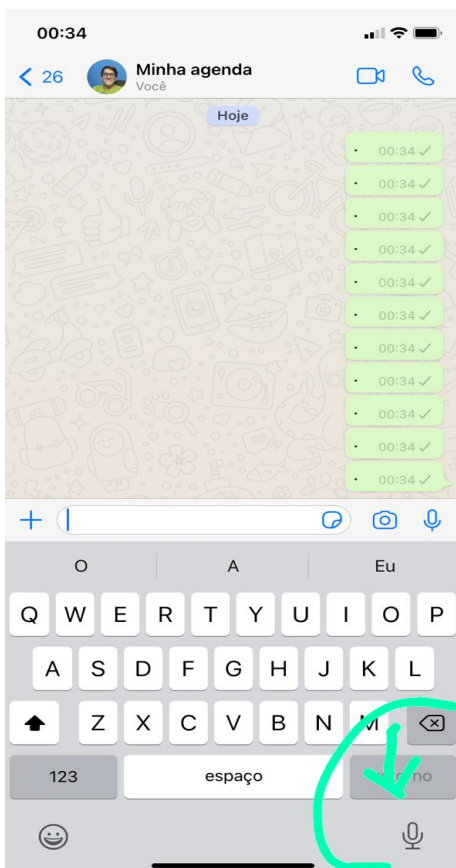 00:34
26
Minha agenda
Você
Hoje
. 00:34
. 00:34
. 00:34
. 00:34
. 00:34
. 00:34
. 00:34
. 00:34
. 00:34
. 00:34
. 00:34
O A Eu
Q W E R T Y U I O P
A S D F G H J K L
Z X C V B N M
123 espaço